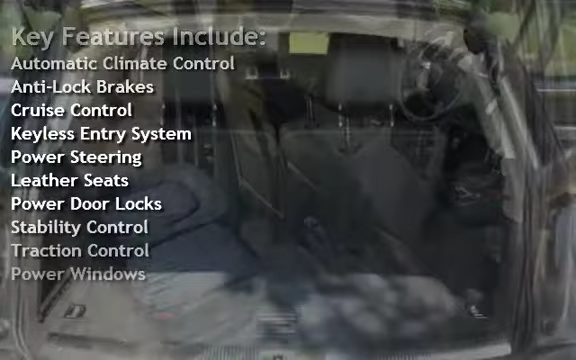 Key Features Include:
Automatic Climate Control
Anti-Lock Brakes
Cruise Control
Keyless Entry System
Power Steering
Leather Seats
Power Door Locks
Stability Control
Traction Control
Power Windows